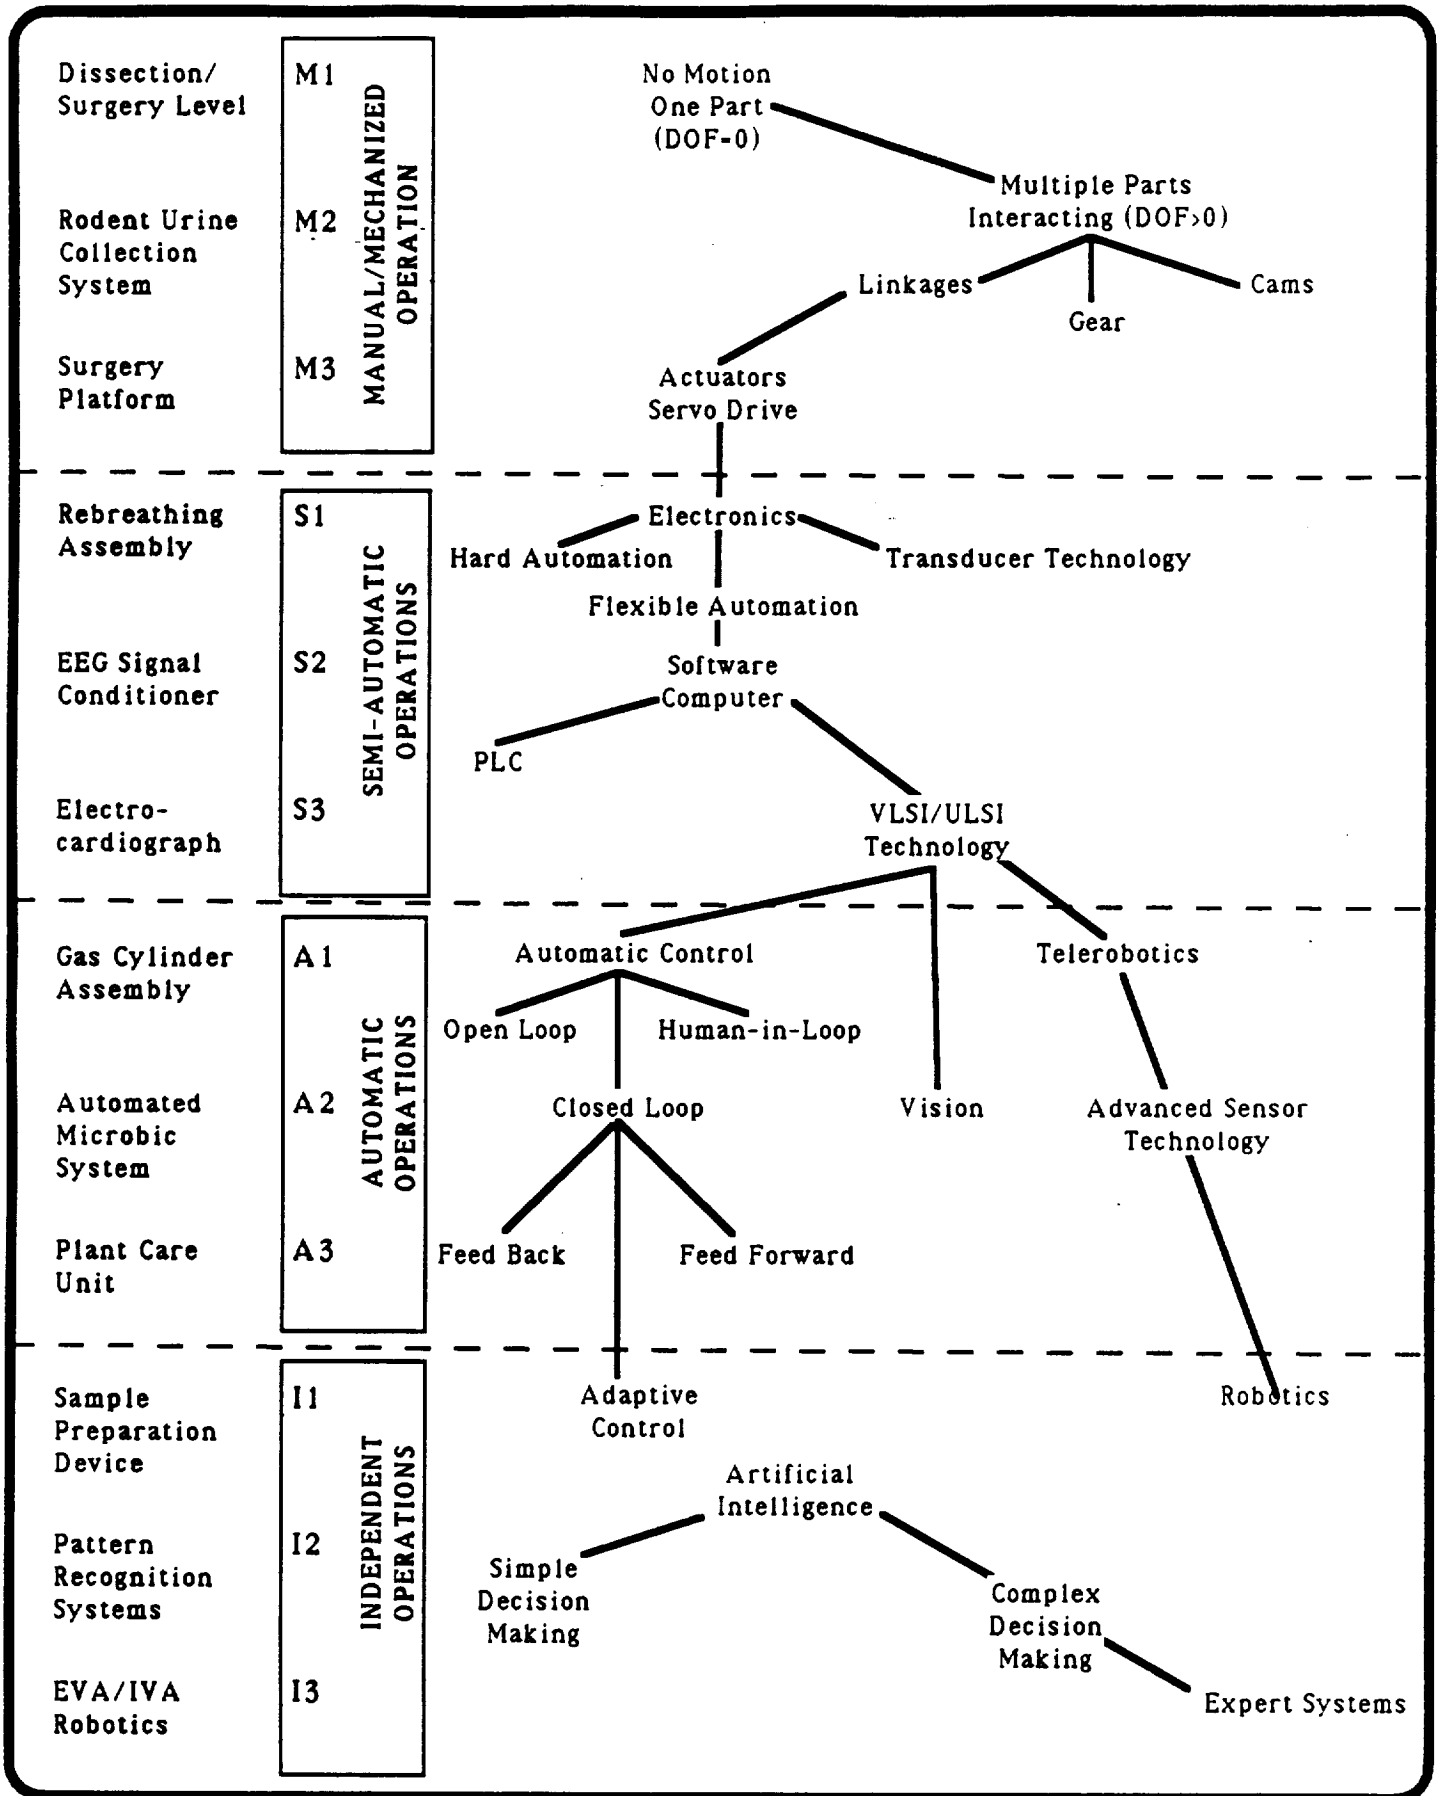 Dissection/
Surgery Level
M1
No Motion
One Part
(DOF=0)
Multiple Parts
Interacting (DOF>0)
Rodent Urine
Collection
System
M2
MANUAL/MECHANIZED
OPERATION
Linkages
Cams
Gear
Surgery
Platform
M3
Actuators
Servo Drive
Rebreathing
Assembly
S1
Electronics
Hard Automation
Transducer Technology
SEMI-AUTOMATIC
OPERATIONS
Flexible Automation
EEG Signal
Conditioner
S2
Software
Computer
PLC
Electro-
cardiograph
S3
VLSI/ULSI
Technology
Gas Cylinder
Assembly
A1
Automatic Control
Telerobotics
Open Loop
Human-in-Loop
AUTOMATIC
OPERATIONS
Automated
Microbic
System
A2
Closed Loop
Vision
Advanced Sensor
Technology
Plant Care
Unit
A3
Feed Back
Feed Forward
Sample
Preparation
Device
I1
Adaptive
Control
Robotics
INDEPENDENT
OPERATIONS
Artificial
Intelligence
Pattern
Recognition
Systems
I2
Simple
Decision
Making
Complex
Decision
Making
EVA/IVA
Robotics
I3
Expert Systems